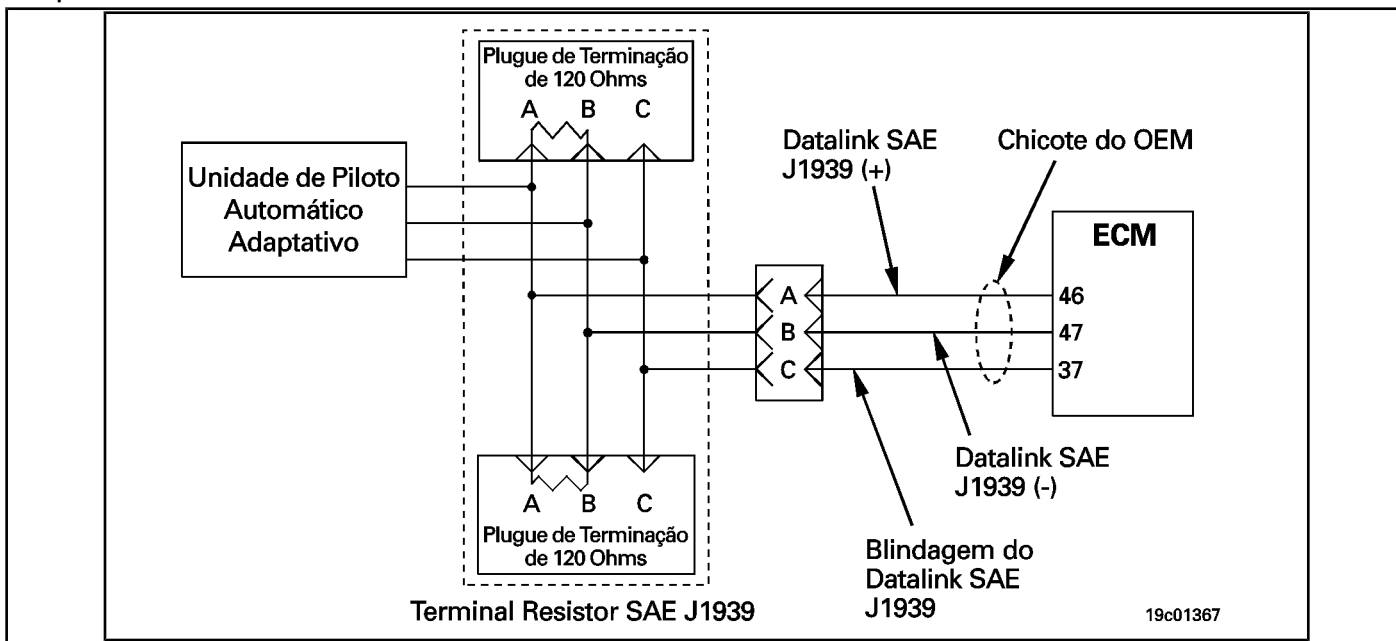 Plugue de Terminação
de 120 Ohms
A B C
Unidade de Piloto
Automático
Adaptativo
Datalink SAE
J1939 (+)
Chicote do OEM
ECM
A
B
C
46
47
37
A B C
Plugue de Terminação
de 120 Ohms
Datalink SAE
J1939 (-)
Blindagem do
Datalink SAE
J1939
Terminal Resistor SAE J1939
19c01367